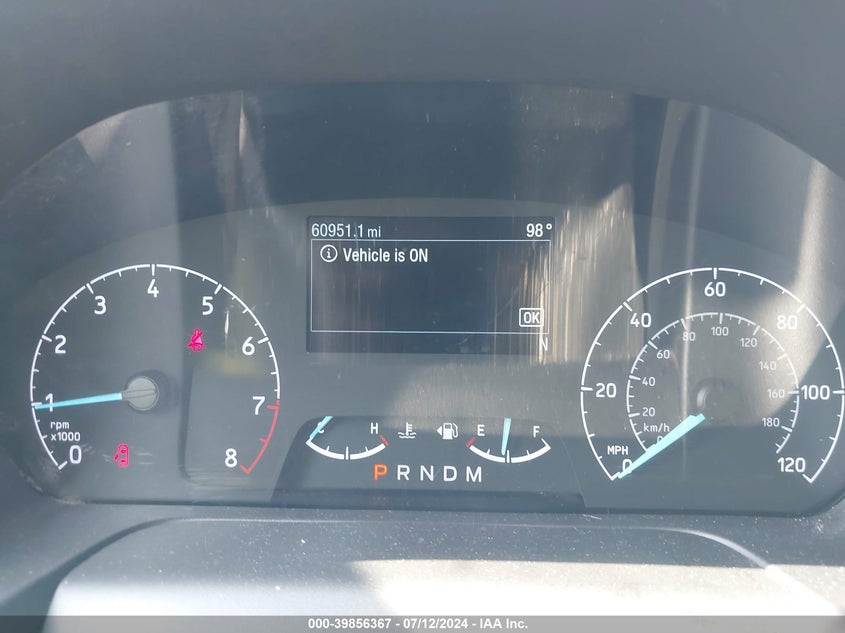 60951.1 mi 98°
Vehicle is ON
OK
N
0 1 2 3 4 5 6 7 8
rpm
x1000
H E F
P R N D M
0 20 40 60 80 100 120
MPH
0 20 40 60 80 100 120 140 160 180
km/h
000-39856367 - 07/12/2024 - IAA Inc.